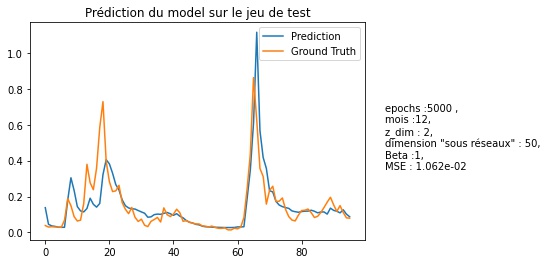 Prédiction du model sur le jeu de test
Prediction
Ground Truth
1.0
0.8
0.6
0.4
0.2
0.0
0 20 40 60 80
epochs :5000 ,
mois :12,
z_dim : 2,
dimension "sous réseaux" : 50,
Beta :1,
MSE : 1.062e-02